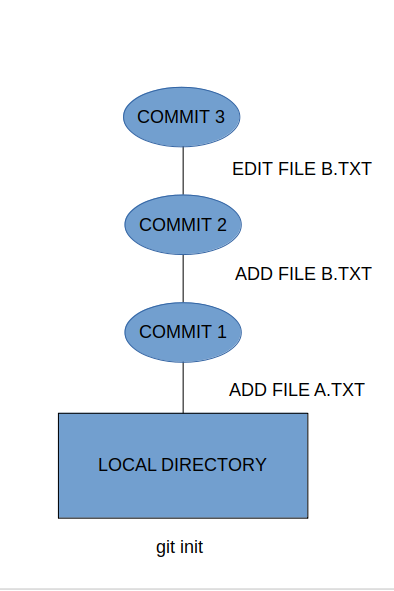 COMMIT 3
EDIT FILE B.TXT
COMMIT 2
ADD FILE B.TXT
COMMIT 1
ADD FILE A.TXT
LOCAL DIRECTORY
git init